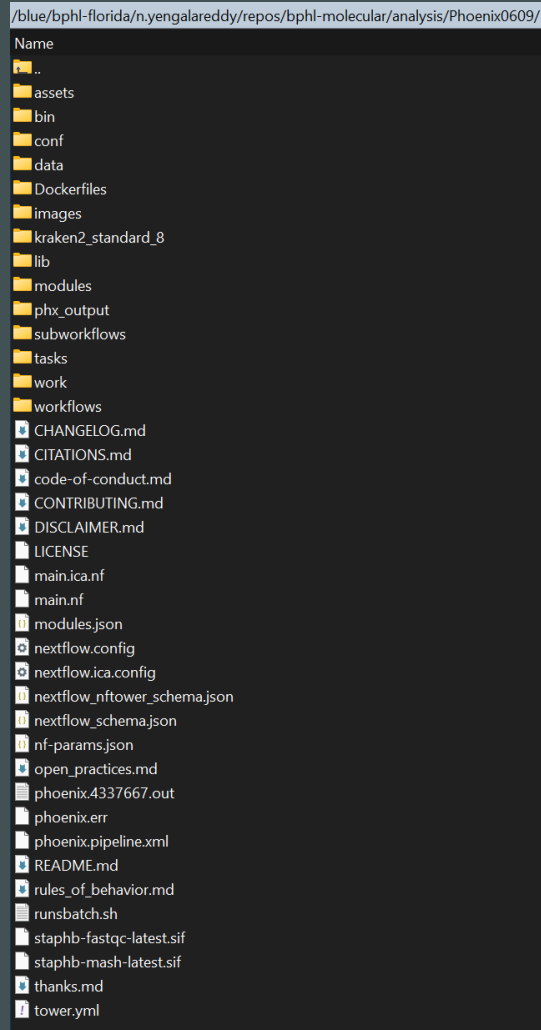 /blue/bphl-florida/n.yengalareddy/repos/bphl-molecular/analysis/Phoenix0609/
Name
..
assets
bin
conf
data
Dockerfiles
images
kraken2_standard_8
lib
modules
phx_output
subworkflows
tasks
work
workflows
CHANGELOG.md
CITATIONS.md
code-of-conduct.md
CONTRIBUTING.md
DISCLAIMER.md
LICENSE
main.ica.nf
main.nf
modules.json
nextflow.config
nextflow.ica.config
nextflow_nftower_schema.json
nextflow_schema.json
nf-params.json
open_practices.md
phoenix.4337667.out
phoenix.err
phoenix.pipeline.xml
README.md
rules_of_behavior.md
runsbatch.sh
staphb-fastqc-latest.sif
staphb-mash-latest.sif
thanks.md
tower.yml